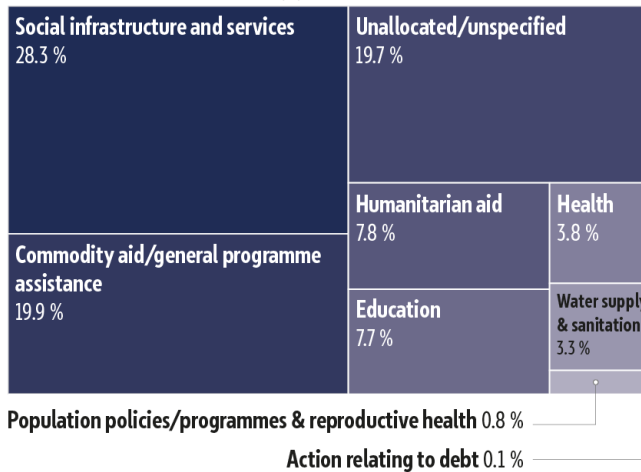 Social infrastructure and services
28.3 %
Unallocated/unspecified
19.7 %
Humanitarian aid
7.8 %
Health
3.8 %
Commodity aid/general programme
assistance
19.9 %
Education
7.7 %
Water supply
& sanitation
3.3 %
Population policies/programmes & reproductive health 0.8 %
Action relating to debt 0.1 %